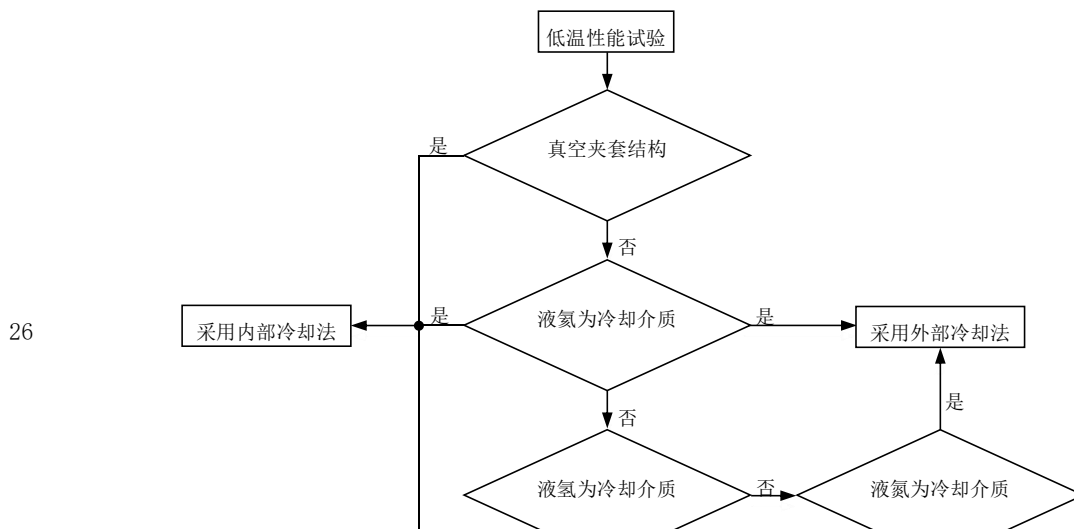 低温性能试验
是
真空夹套结构
否
26
采用内部冷却法
是
液氦为冷却介质
是
采用外部冷却法
否
是
液氢为冷却介质
否
液氮为冷却介质